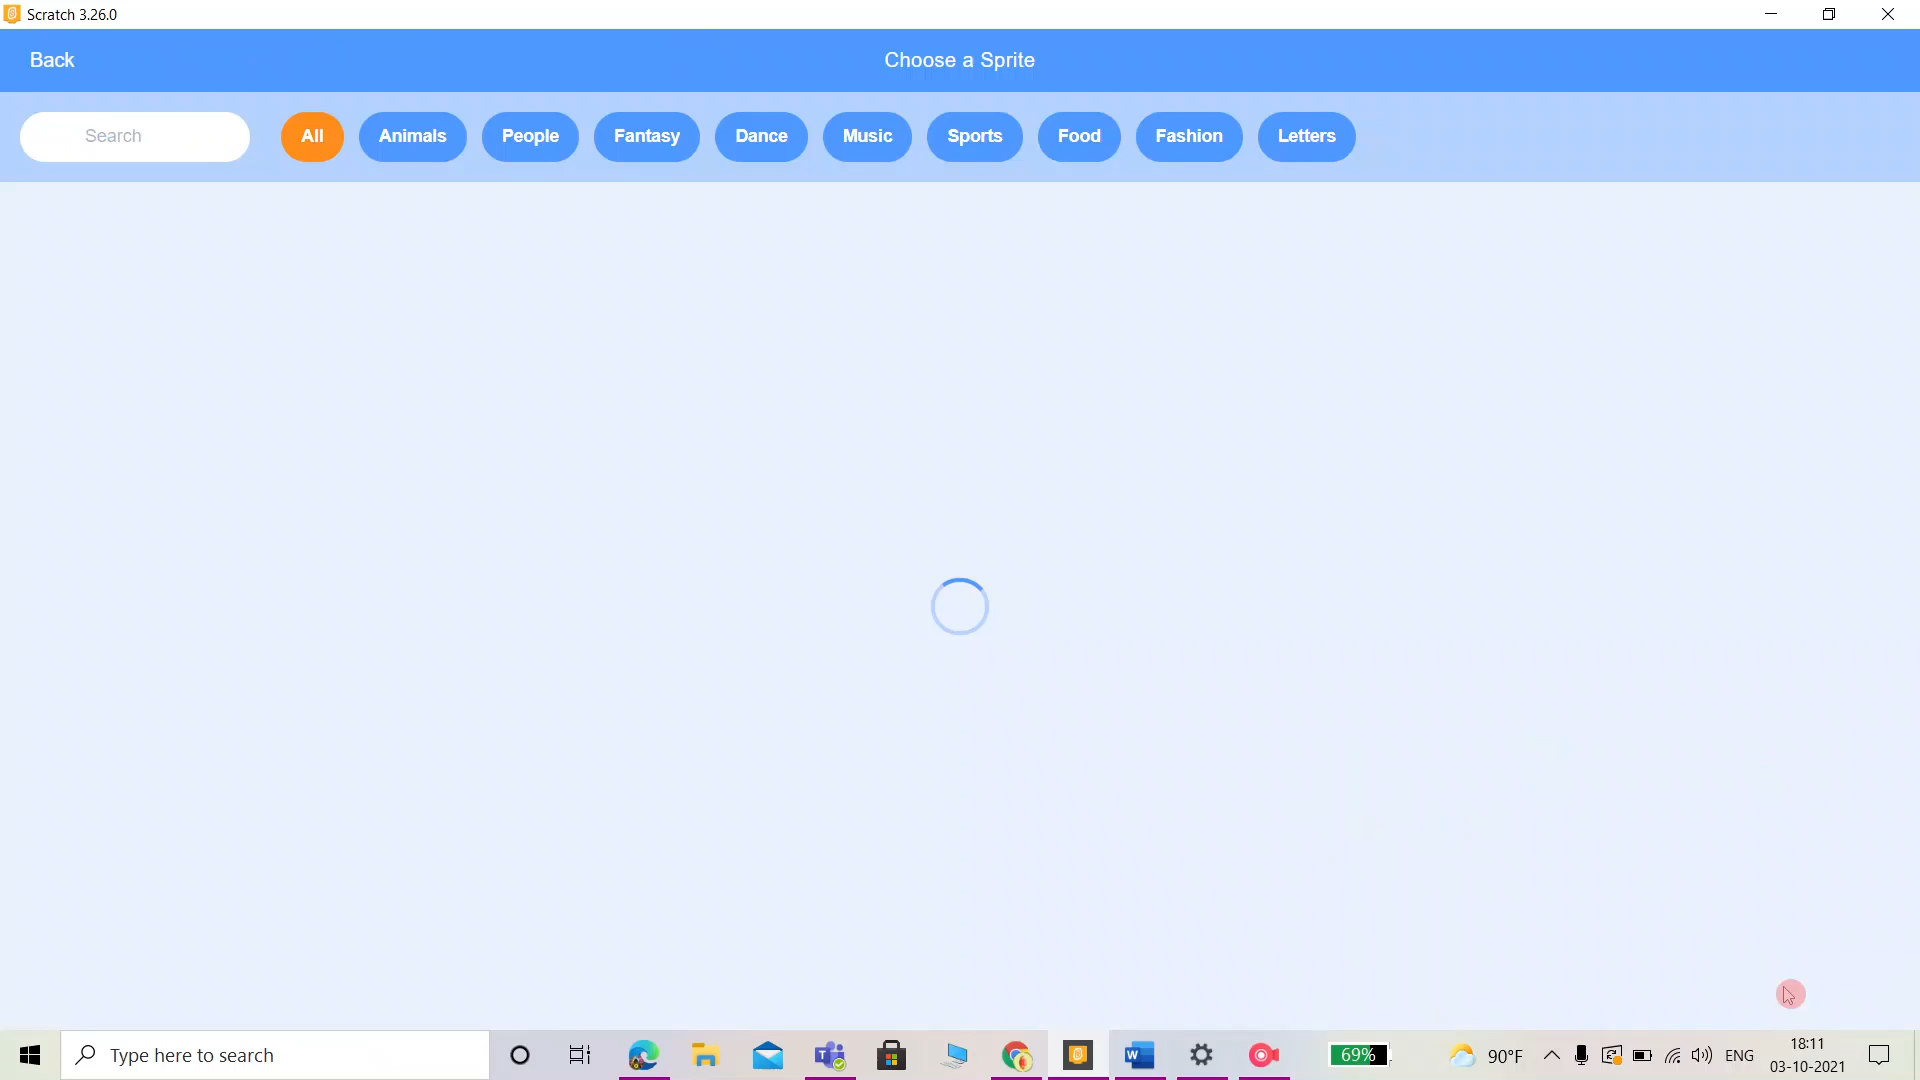 Scratch 3.26.0
Back
Choose a Sprite
Search
All
Animals
People
Fantasy
Dance
Music
Sports
Food
Fashion
Letters
Type here to search
69%
90°F
ENG
18:11
03-10-2021